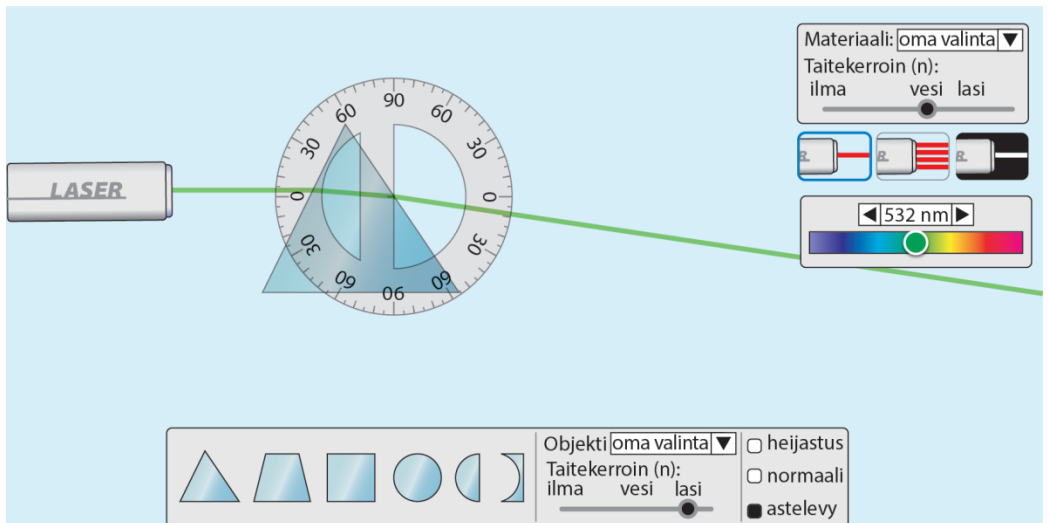 Materiaali: oma valinta ▼
Taitekerroin (n):
ilma vesi lasi
R R R
◀ 532 nm ▶
LASER
90
60 60
30 30
0 0
30 30
60 60
90
Objekti oma valinta ▼
Taitekerroin (n):
ilma vesi lasi
heijastus
normaali
astelevy